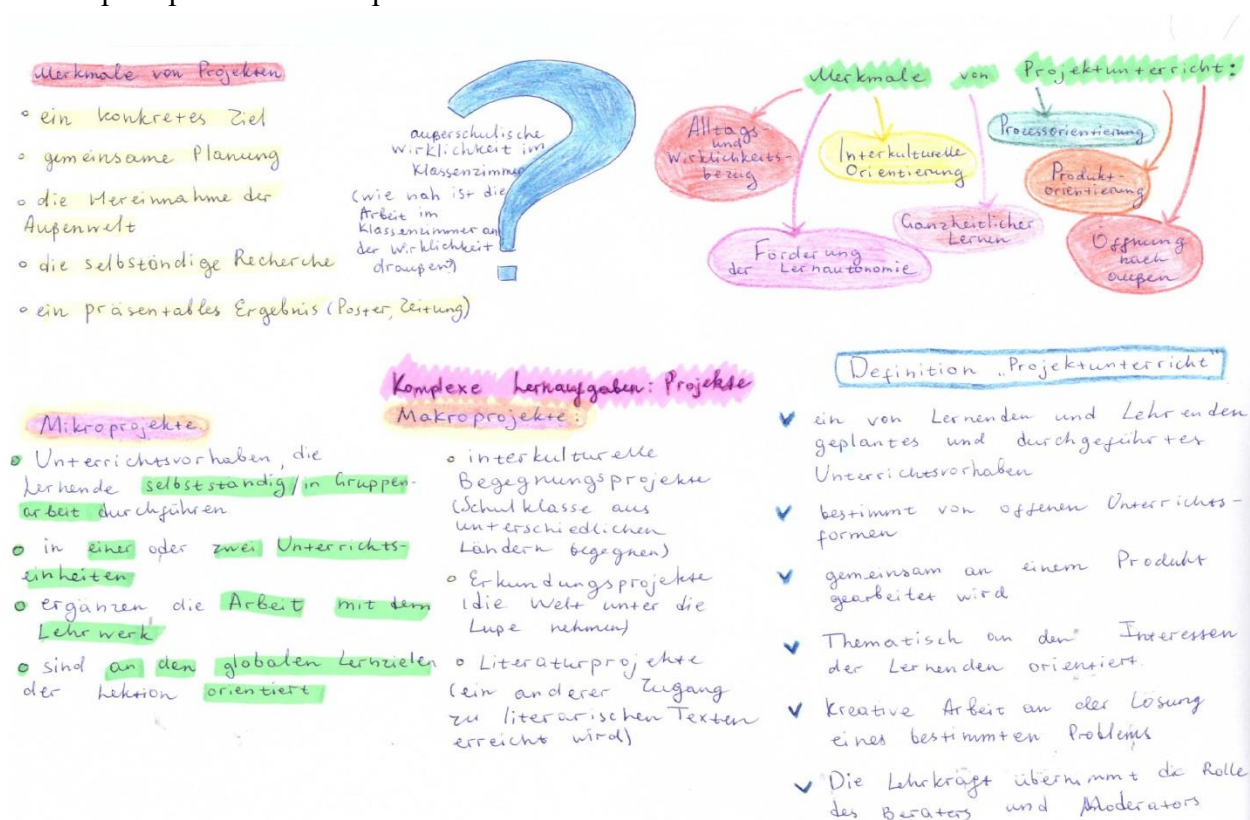 Merkmale von Projekten
o ein konkretes Ziel
o gemeinsame Planung
o die Hereinnahme der
Außenwelt
o die selbständige Recherche
o ein präsentables Ergebnis (Poster, Zeitung)
außerschulische
Wirklichkeit im
Klassenzimmer
(wie nah ist die
Arbeit im
Klassenzimmer an
der Wirklichkeit
draußen?)
?
Merkmale von Projektunterricht:
Alltags-
und
Wirklichkeits-
bezug
Interkulturelle
Orientierung
Prozessorientierung
Produkt-
orientierung
Förderung
der Lernautonomie
Ganzheitlicher
Lernen
Öffnung
nach
außen
Komplexe Lernaufgaben: Projekte
Mikroprojekte
o Unterrichtsvorhaben, die
Lernende selbstständig/in Gruppen-
arbeit durchführen
o in einer oder zwei Unterrichts-
einheiten
o ergänzen die Arbeit mit dem
Lehrwerk
o sind an den globalen Lernzielen
der Lektion orientiert
Makroprojekte:
o interkulturelle
Begegnungsprojekte
(Schulklasse aus
unterschiedlichen
Ländern begegnen)
o Erkundungsprojekte
(die Welt unter die
Lupe nehmen)
o Literaturprojekte
(ein anderer Zugang
zu literarischen Texten
erreicht wird)
Definition „Projektunterricht"
✓ ein von Lernenden und Lehrenden
geplantes und durchgeführtes
Unterrichtsvorhaben
✓ bestimmt von offenen Unterrichts-
formen
✓ gemeinsam an einem Produkt
gearbeitet wird
✓ Thematisch an den Interessen
der Lernenden orientiert.
✓ kreative Arbeit an der Lösung
eines bestimmten Problems
✓ Die Lehrkraft übernimmt die Rolle
des Beraters und Moderators